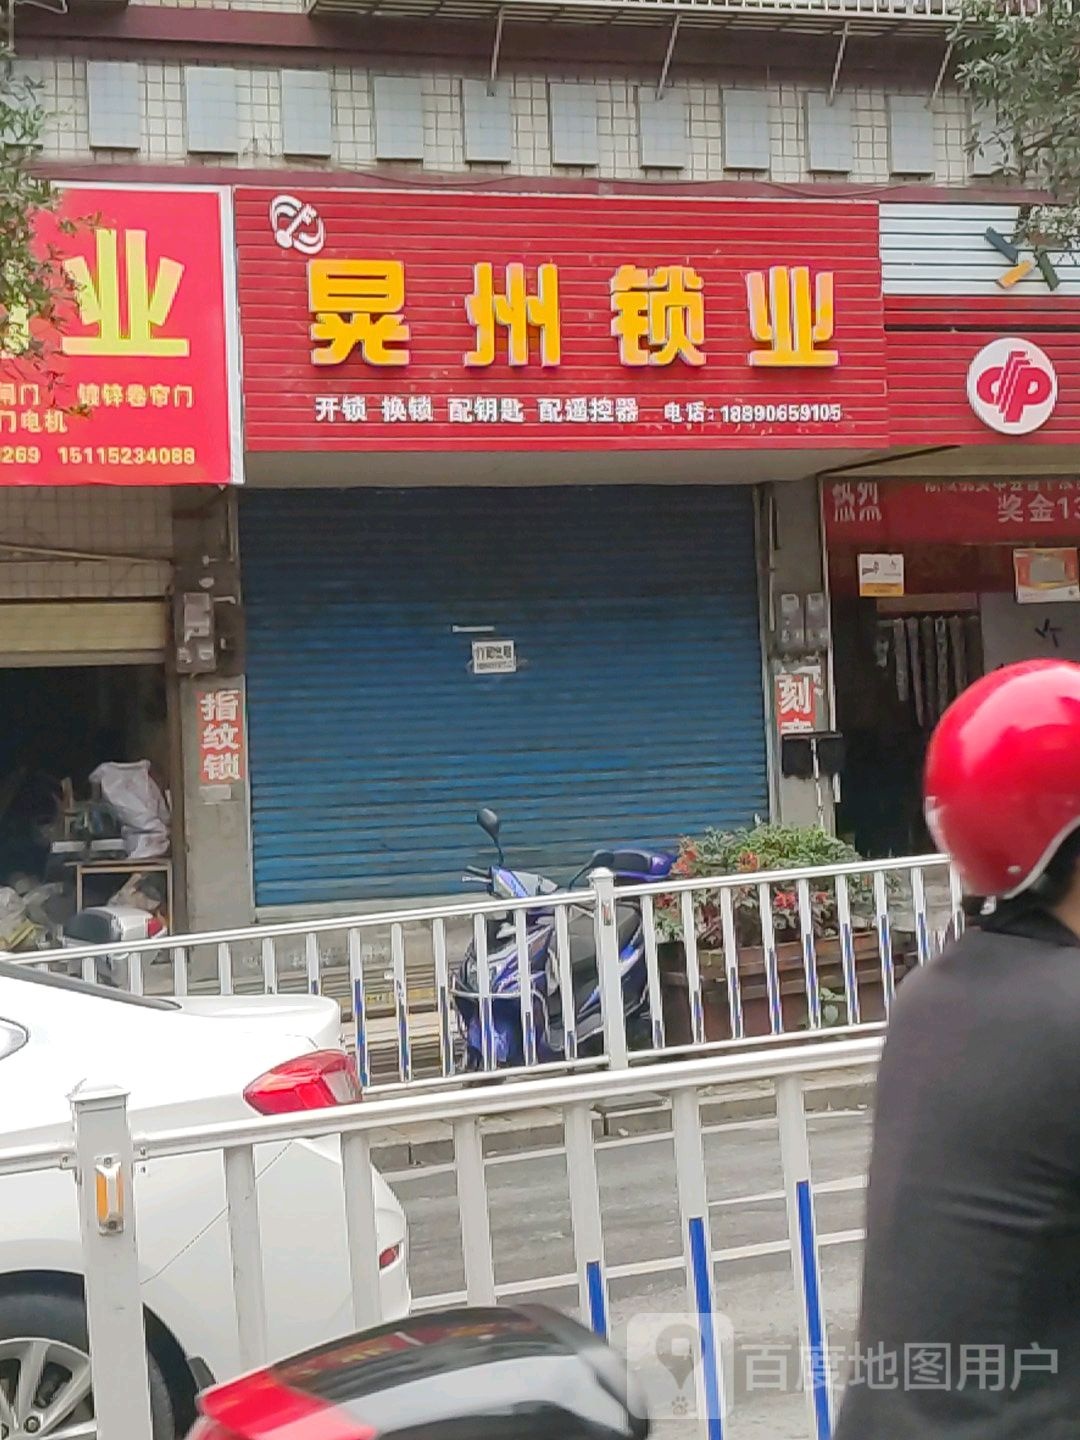 业
闸门 镀锌卷帘门
门电机
269 15115234088
晃州锁业
开锁 换锁 配钥匙 配遥控器 电话:18890659105
热烈
奖金13
指纹锁
刻
百度地图用户